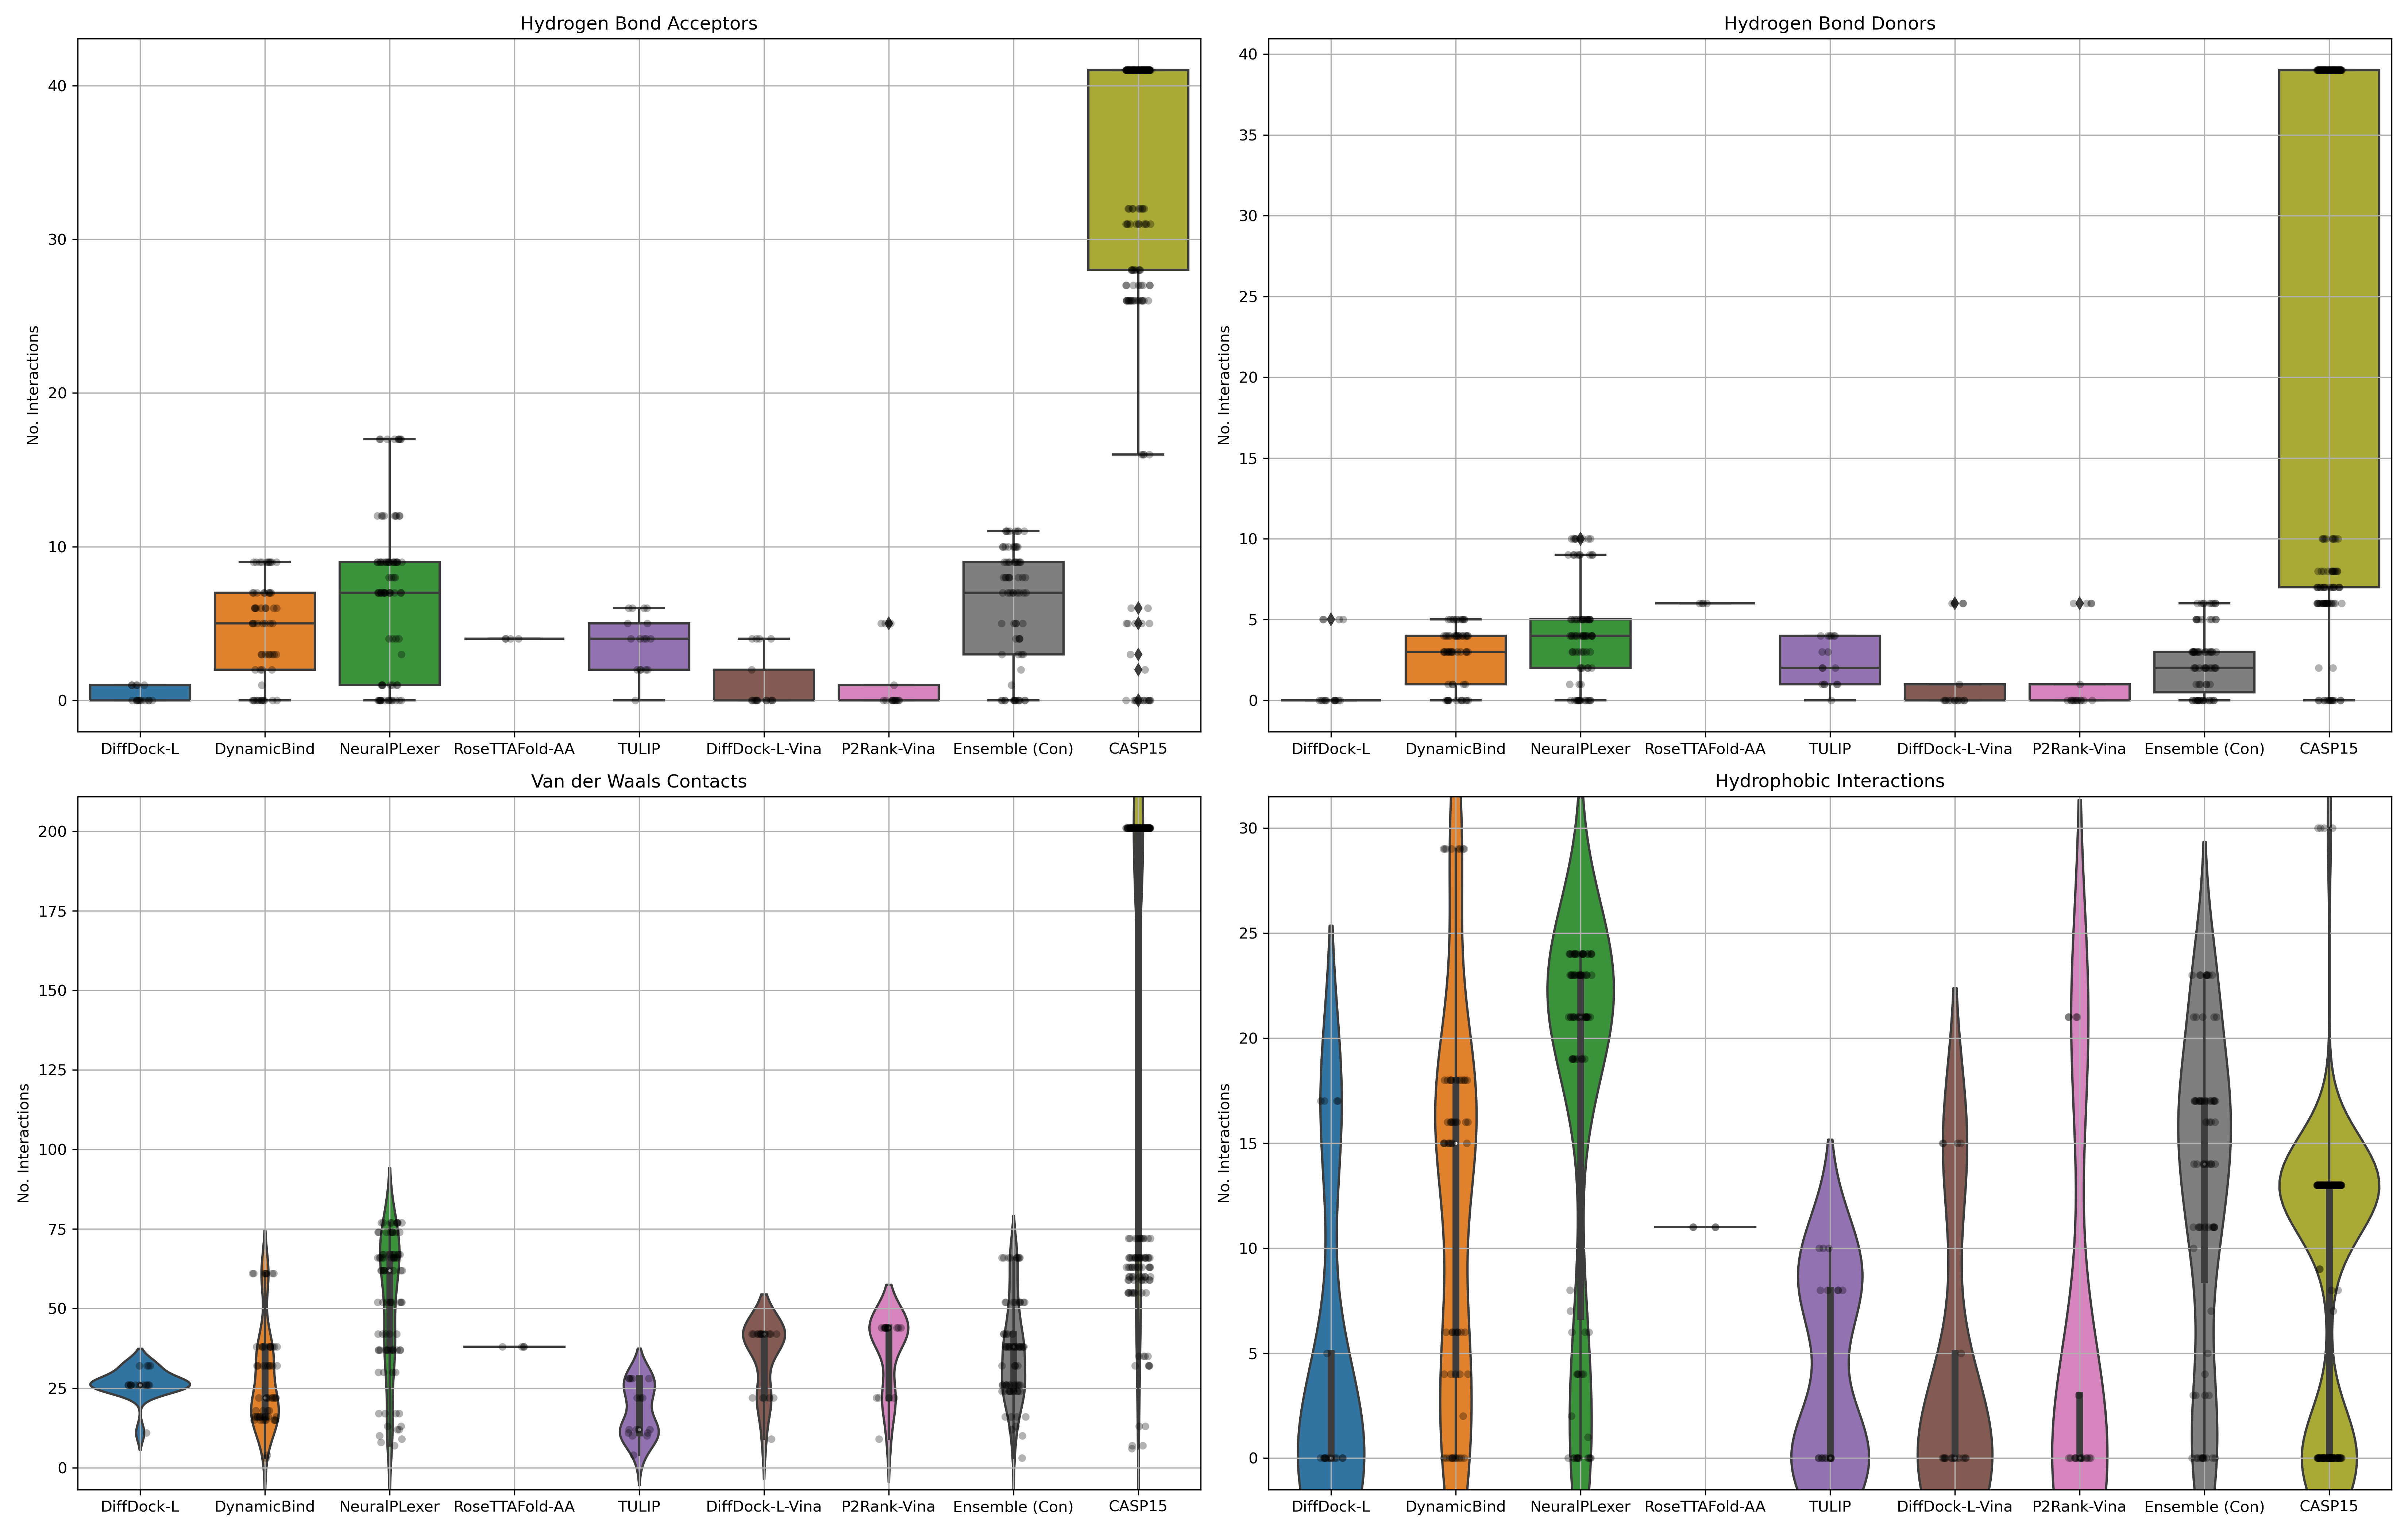 Hydrogen Bond Acceptors
No. Interactions
40
30
20
10
0
DiffDock-L DynamicBind NeuralPLexer RoseTTAFold-AA TULIP DiffDock-L-Vina P2Rank-Vina Ensemble (Con) CASP15
Hydrogen Bond Donors
No. Interactions
40
35
30
25
20
15
10
5
0
DiffDock-L DynamicBind NeuralPLexer RoseTTAFold-AA TULIP DiffDock-L-Vina P2Rank-Vina Ensemble (Con) CASP15
Van der Waals Contacts
No. Interactions
200
175
150
125
100
75
50
25
0
DiffDock-L DynamicBind NeuralPLexer RoseTTAFold-AA TULIP DiffDock-L-Vina P2Rank-Vina Ensemble (Con) CASP15
Hydrophobic Interactions
No. Interactions
30
25
20
15
10
5
0
DiffDock-L DynamicBind NeuralPLexer RoseTTAFold-AA TULIP DiffDock-L-Vina P2Rank-Vina Ensemble (Con) CASP15